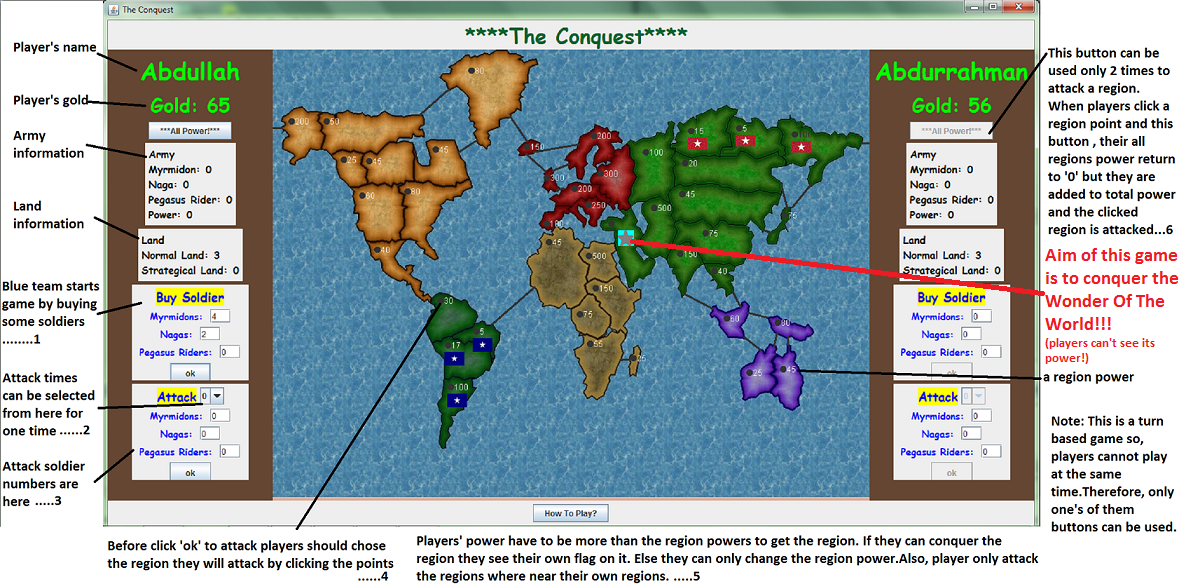 The Conquest
****The Conquest****
Player's name
Abdullah
Player's gold
Gold: 65
***All Power!***
Army
information
Army
Myrmidon: 0
Naga: 0
Pegasus Rider: 0
Power: 0
Land
information
Land
Normal Land: 3
Strategical Land: 0
Blue team starts
game by buying
some soldiers
........1
Buy Soldier
Myrmidons: 4
Nagas: 2
Pegasus Riders: 0
ok
Attack times
can be selected
from here for
one time ......2
Attack 0
Myrmidons: 0
Nagas: 0
Pegasus Riders: 0
ok
Attack soldier
numbers are
here .....3
80
200
50
25
45
45
60
80
40
30
5
17
100
150
200
300
300
200
250
100
45
500
150
75
55
25
100
15
5
20
45
500
75
25
150
40
60
80
25
45
Abdurrahman
Gold: 56
***All Power!***
Army
Myrmidon: 0
Naga: 0
Pegasus Rider: 0
Power: 0
Land
Normal Land: 3
Strategical Land: 0
Buy Soldier
Myrmidons: 0
Nagas: 0
Pegasus Riders: 0
ok
Attack 0
Myrmidons: 0
Nagas: 0
Pegasus Riders: 0
ok
This button can be
used only 2 times to
attack a region.
When players click a
region point and this
button , their all
regions power return
to '0' but they are
added to total power
and the clicked
region is attacked...6
Aim of this game
is to conquer the
Wonder Of The
World!!!
(players can't see its
power!)
a region power
Note: This is a turn
based game so,
players cannot play
at the same
time.Therefore, only
one's of them
buttons can be used.
How To Play?
Before click 'ok' to attack players should chose
the region they will attack by clicking the points
......4
Players' power have to be more than the region powers to get the region. If they can conquer the
region they see their own flag on it. Else they can only change the region power.Also, player only attack
the regions where near their own regions. .....5